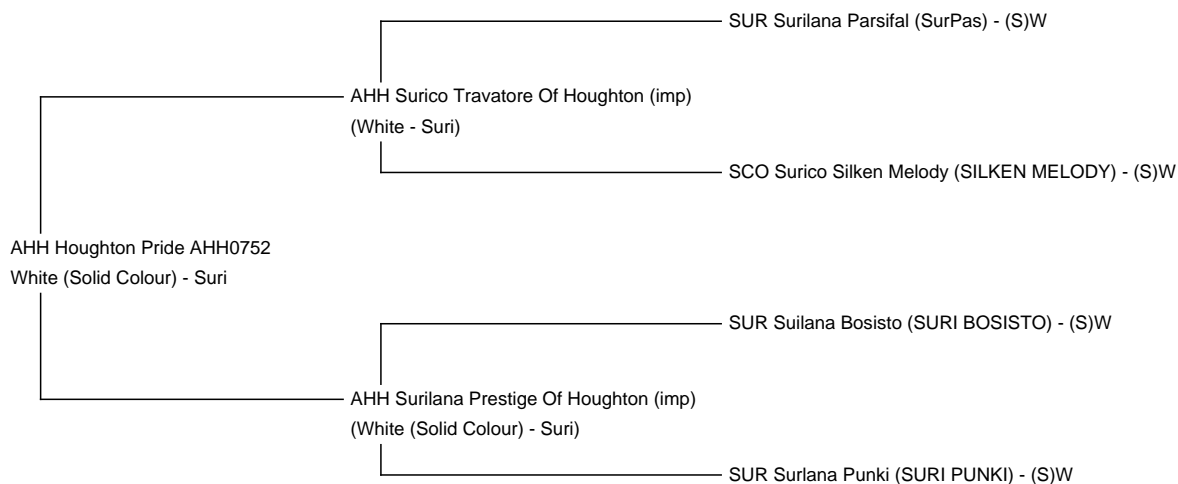 SUR Surilana Parsifal (SurPas) - (S)W
AHH Surico Travatore Of Houghton (imp)
(White - Suri)
SCO Surico Silken Melody (SILKEN MELODY) - (S)W
AHH Houghton Pride AHH0752
White (Solid Colour) - Suri
SUR Suilana Bosisto (SURI BOSISTO) - (S)W
AHH Surilana Prestige Of Houghton (imp)
(White (Solid Colour) - Suri)
SUR Surlana Punki (SURI PUNKI) - (S)W